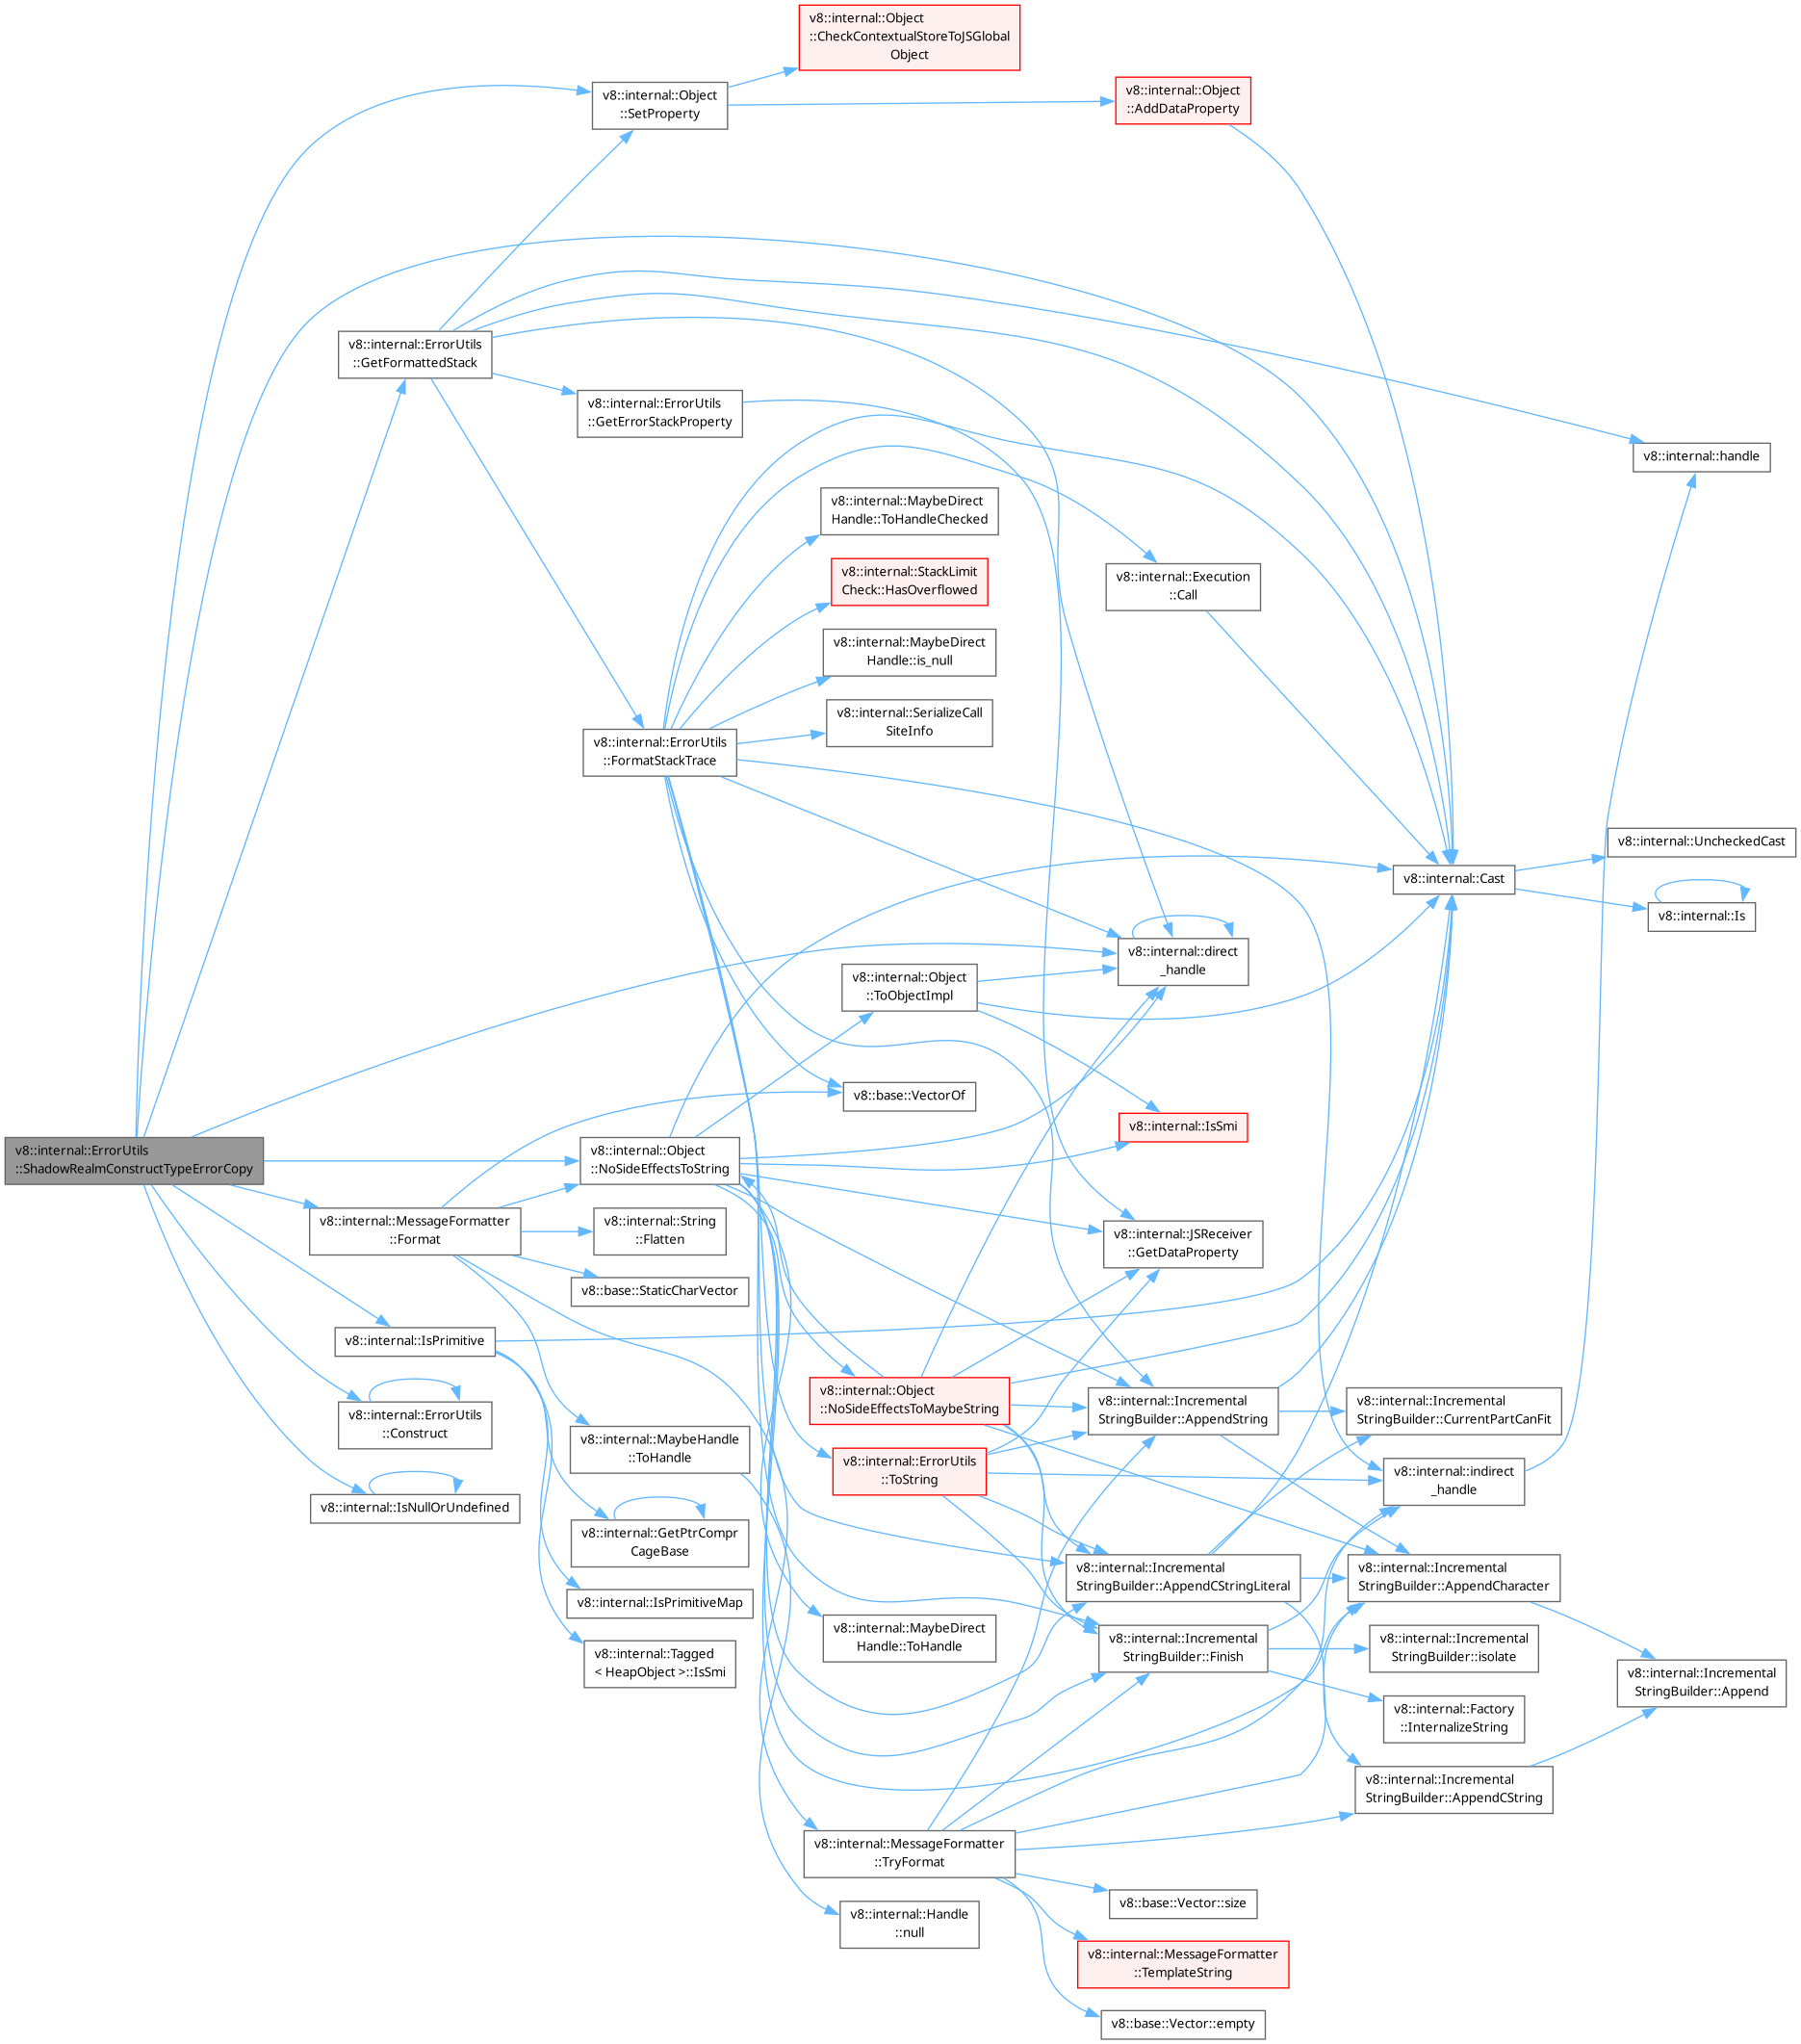 v8::internal::Object
::CheckContextualStoreToJSGlobal
Object
v8::internal::Object
::SetProperty
v8::internal::Object
::AddDataProperty
v8::internal::ErrorUtils
::GetFormattedStack
v8::internal::ErrorUtils
::GetErrorStackProperty
v8::internal::handle
v8::internal::MaybeDirect
Handle::ToHandleChecked
v8::internal::StackLimit
Check::HasOverflowed
v8::internal::Execution
::Call
v8::internal::MaybeDirect
Handle::is_null
v8::internal::SerializeCall
SiteInfo
v8::internal::ErrorUtils
::FormatStackTrace
v8::internal::UncheckedCast
v8::internal::Cast
v8::internal::Is
v8::internal::direct
_handle
v8::internal::Object
::ToObjectImpl
v8::base::VectorOf
v8::internal::IsSmi
v8::internal::ErrorUtils
::ShadowRealmConstructTypeErrorCopy
v8::internal::Object
::NoSideEffectsToString
v8::internal::MessageFormatter
::Format
v8::internal::String
::Flatten
v8::internal::JSReceiver
::GetDataProperty
v8::base::StaticCharVector
v8::internal::IsPrimitive
v8::internal::Object
::NoSideEffectsToMaybeString
v8::internal::Incremental
StringBuilder::AppendString
v8::internal::Incremental
StringBuilder::CurrentPartCanFit
v8::internal::ErrorUtils
::Construct
v8::internal::MaybeHandle
::ToHandle
v8::internal::ErrorUtils
::ToString
v8::internal::indirect
_handle
v8::internal::IsNullOrUndefined
v8::internal::GetPtrCompr
CageBase
v8::internal::Incremental
StringBuilder::AppendCStringLiteral
v8::internal::Incremental
StringBuilder::AppendCharacter
v8::internal::IsPrimitiveMap
v8::internal::MaybeDirect
Handle::ToHandle
v8::internal::Incremental
StringBuilder::Finish
v8::internal::Incremental
StringBuilder::isolate
v8::internal::Tagged
< HeapObject >::IsSmi
v8::internal::Incremental
StringBuilder::Append
v8::internal::Factory
::InternalizeString
v8::internal::Incremental
StringBuilder::AppendCString
v8::internal::MessageFormatter
::TryFormat
v8::base::Vector::size
v8::internal::Handle
::null
v8::internal::MessageFormatter
::TemplateString
v8::base::Vector::empty